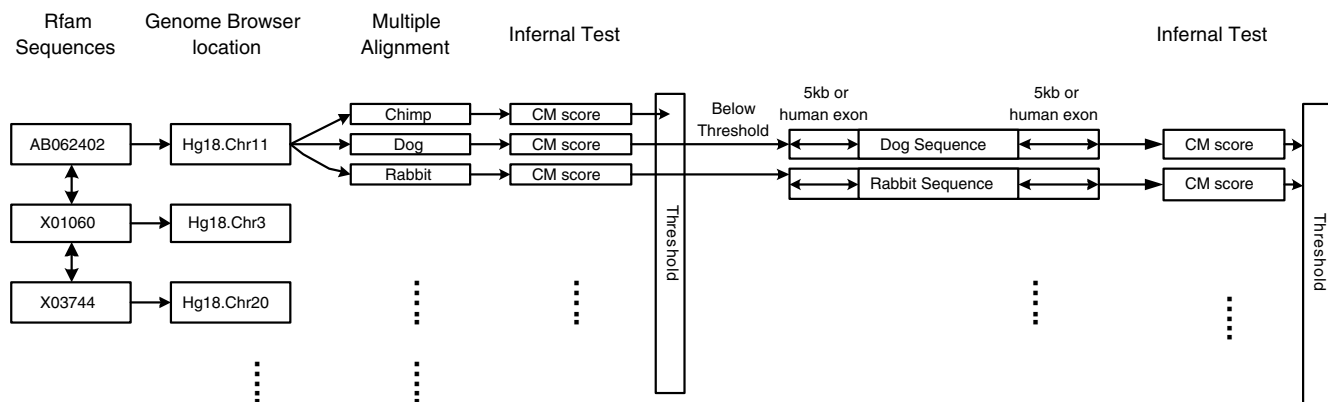 Rfam
Sequences
Genome Browser
location
Multiple
Alignment
Infernal Test
Infernal Test
Chimp
CM score
Below
Threshold
5kb or
human exon
5kb or
human exon
AB062402
Hg18.Chr11
Dog
CM score
Dog Sequence
CM score
Rabbit
CM score
Rabbit Sequence
CM score
X01060
Hg18.Chr3
Threshold
Threshold
X03744
Hg18.Chr20